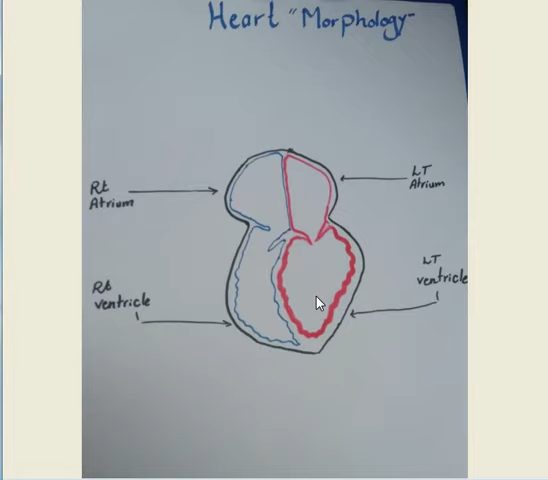 Heart "Morphology"
Rt
Atrium
LT
Atrium
Rt
ventricle
LT
ventricle